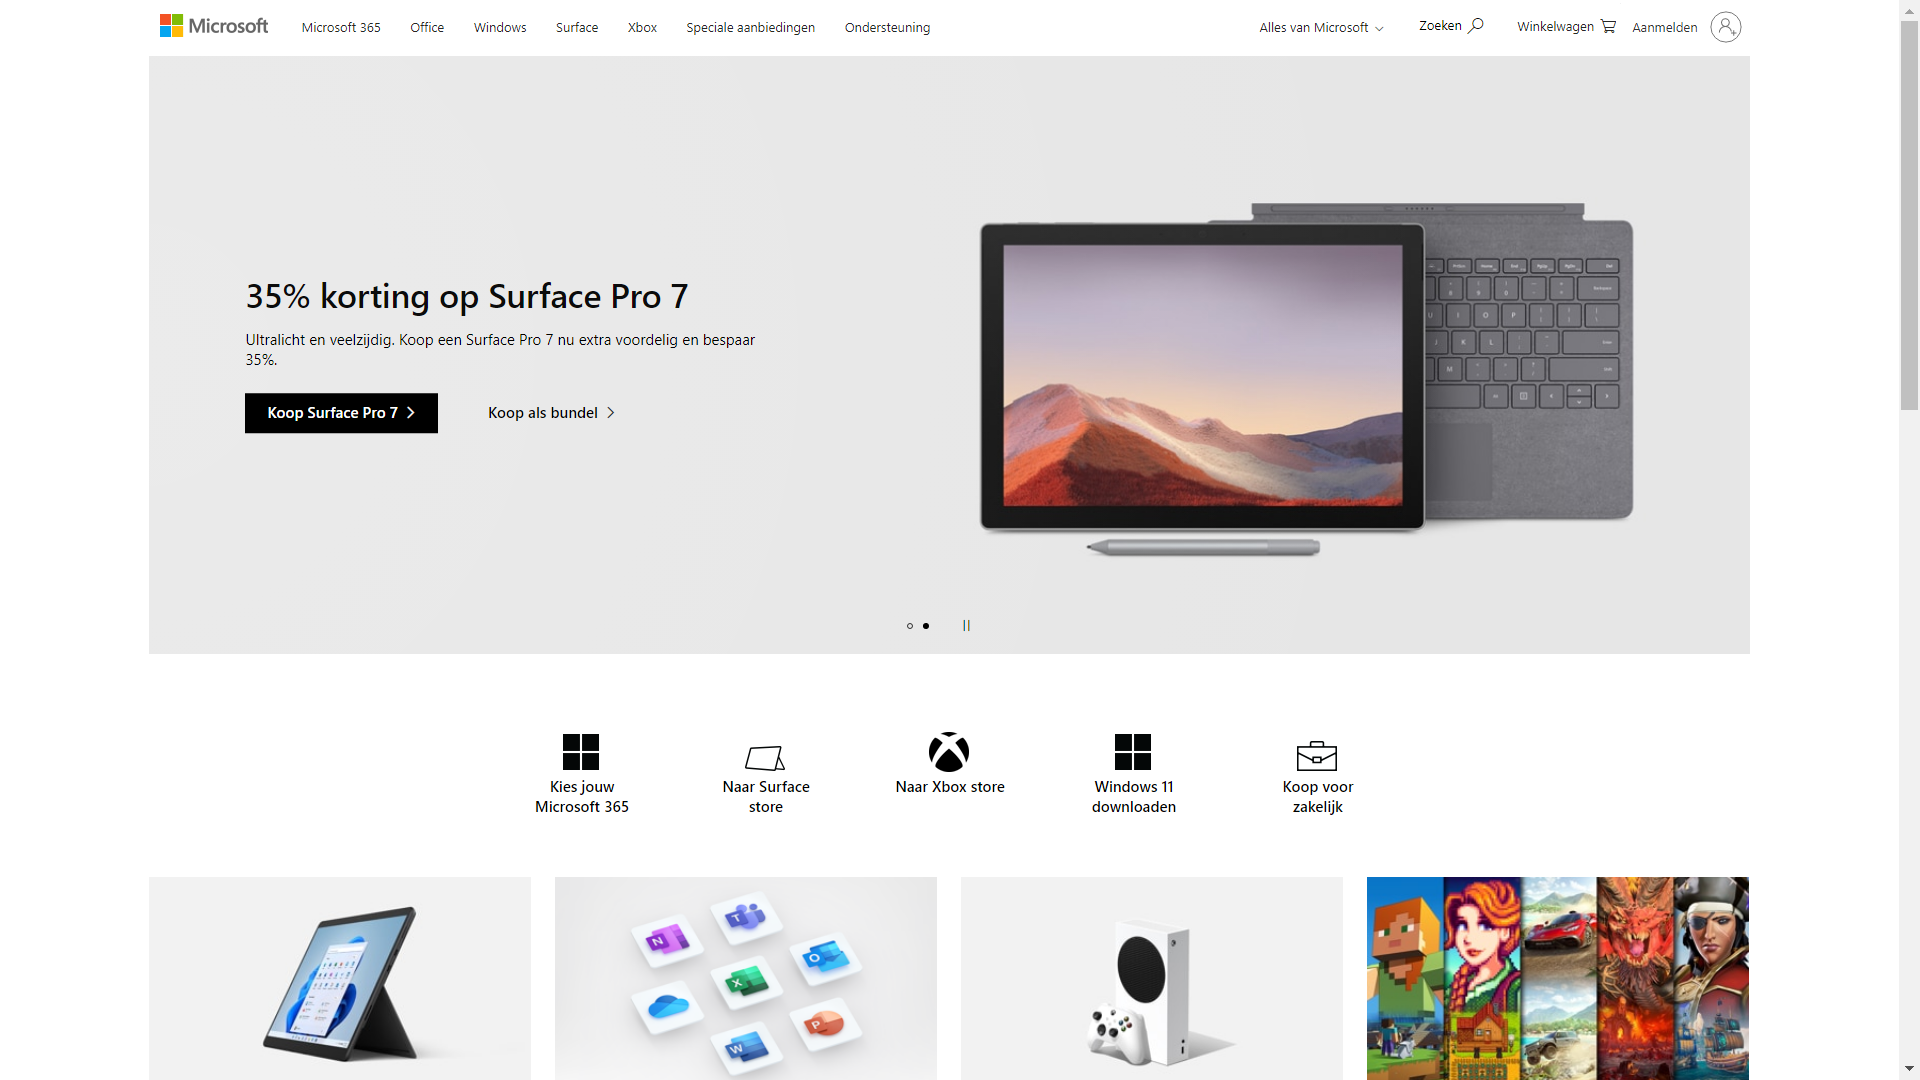 Microsoft
Microsoft 365
Office
Windows
Surface
Xbox
Speciale aanbiedingen
Ondersteuning
Alles van Microsoft
Zoeken
Winkelwagen
Aanmelden
35% korting op Surface Pro 7
Ultralicht en veelzijdig. Koop een Surface Pro 7 nu extra voordelig en bespaar
35%.
Koop Surface Pro 7
Koop als bundel
Kies jouw
Microsoft 365
Naar Surface
store
Naar Xbox store
Windows 11
downloaden
Koop voor
zakelijk